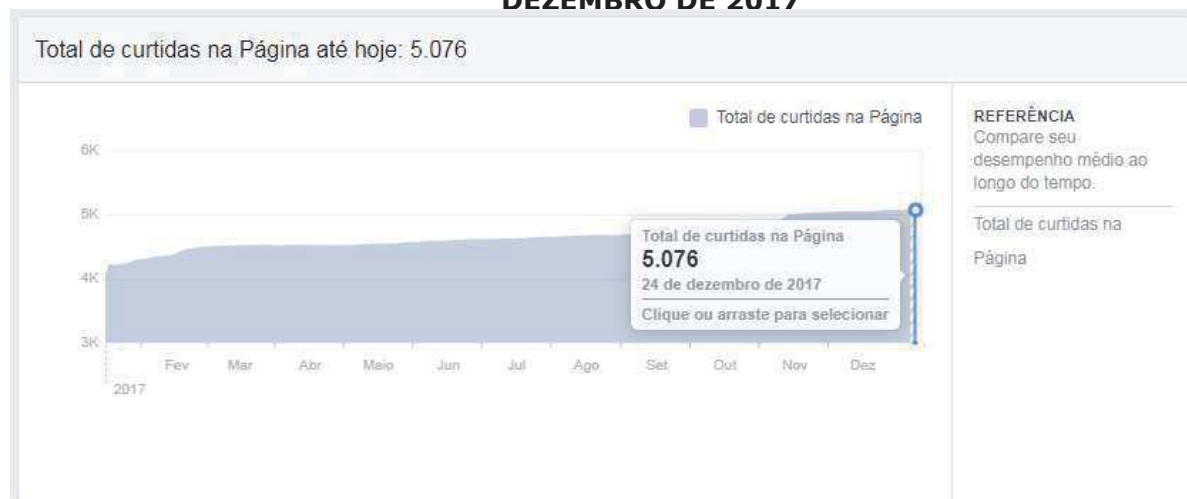 DEZEMBRO DE 2017
Total de curtidas na Página até hoje: 5.076
Total de curtidas na Página
REFERÊNCIA
Compare seu
desempenho médio ao
longo do tempo.
Total de curtidas na
Página
6K
5K
4K
3K
Total de curtidas na Página
5.076
24 de dezembro de 2017
Clique ou arraste para selecionar
Fev Mar Abr Maio Jun Jul Ago Set Out Nov Dez
2017